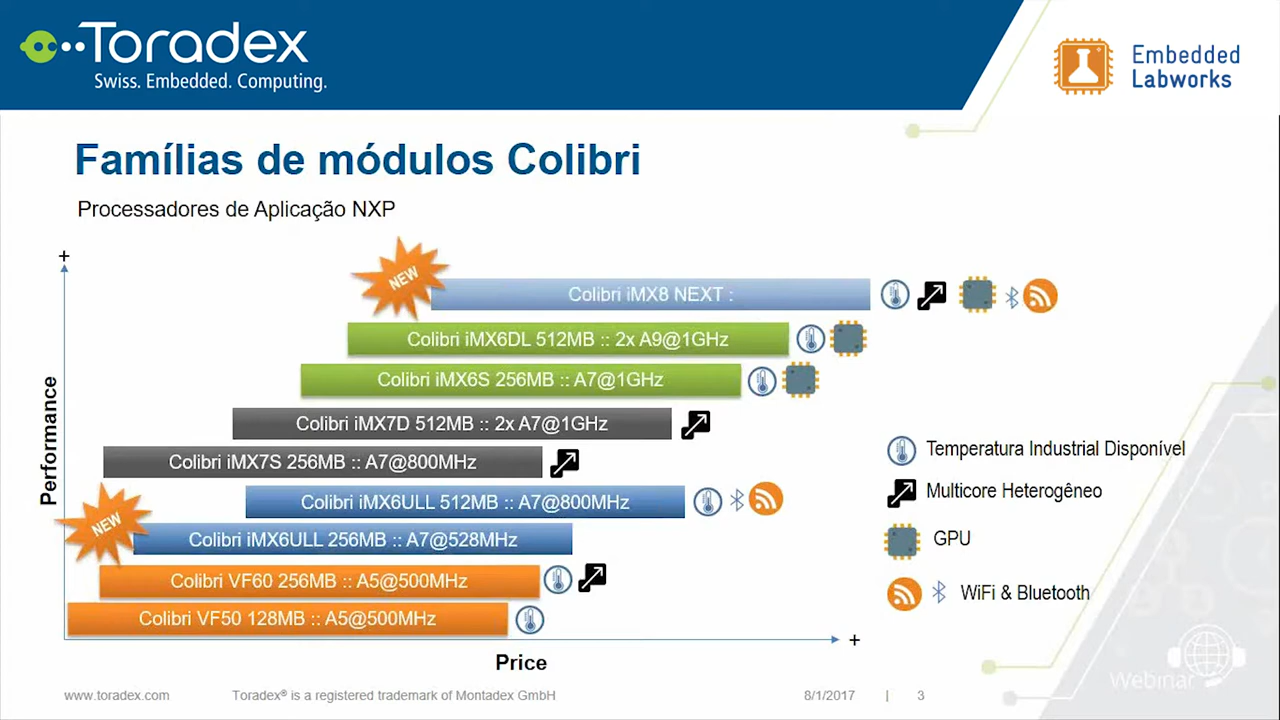 Toradex
Swiss. Embedded. Computing.
Embedded
Labworks
Famílias de módulos Colibri
Processadores de Aplicação NXP
+
NEW
Colibri iMX8 NEXT :
Colibri iMX6DL 512MB :: 2x A9@1GHz
Colibri iMX6S 256MB :: A7@1GHz
Colibri iMX7D 512MB :: 2x A7@1GHz
Colibri iMX7S 256MB :: A7@800MHz
Colibri iMX6ULL 512MB :: A7@800MHz
NEW
Colibri iMX6ULL 256MB :: A7@528MHz
Colibri VF60 256MB :: A5@500MHz
Colibri VF50 128MB :: A5@500MHz
Performance
+
Price
Temperatura Industrial Disponível
Multicore Heterogêneo
GPU
WiFi & Bluetooth
Webinar
www.toradex.com
Toradex® is a registered trademark of Montadex GmbH
8/1/2017 | 3